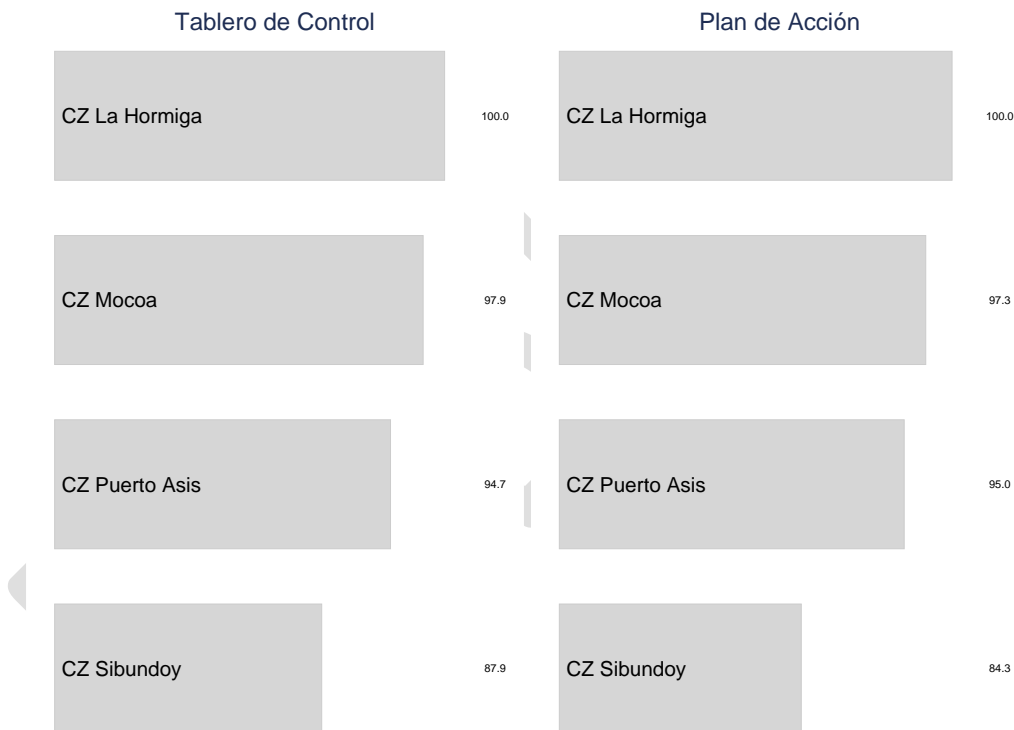 Tablero de Control
CZ La Hormiga 100.0
CZ Mocoa 97.9
CZ Puerto Asis 94.7
CZ Sibundoy 87.9
Plan de Acción
CZ La Hormiga 100.0
CZ Mocoa 97.3
CZ Puerto Asis 95.0
CZ Sibundoy 84.3